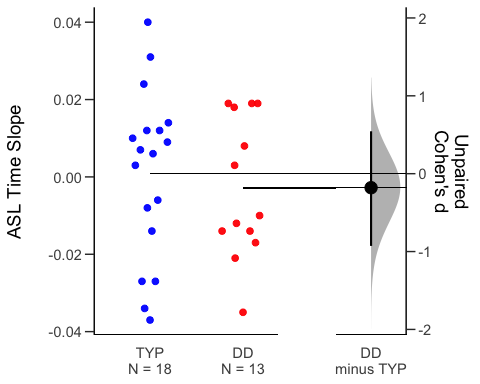 ASL Time Slope
0.04
0.02
0.00
-0.02
-0.04
TYP
N = 18
DD
N = 13
DD
minus TYP
2
1
0
-1
-2
Unpaired
Cohen's d